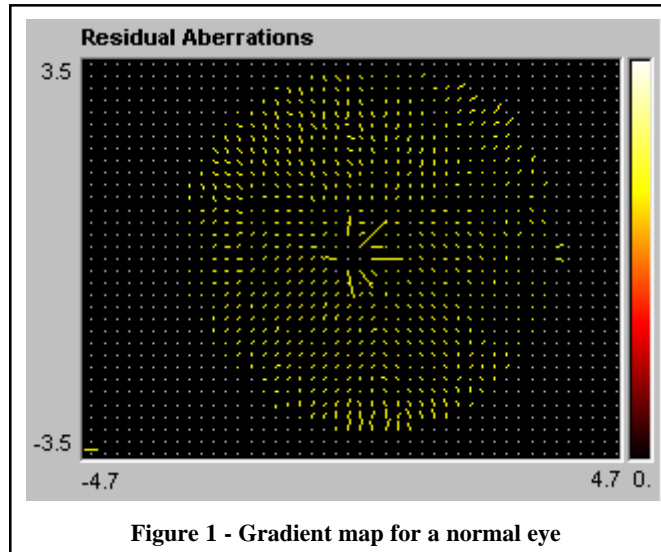 Residual Aberrations
3.5
-3.5
-4.7
4.7 0.
Figure 1 - Gradient map for a normal eye